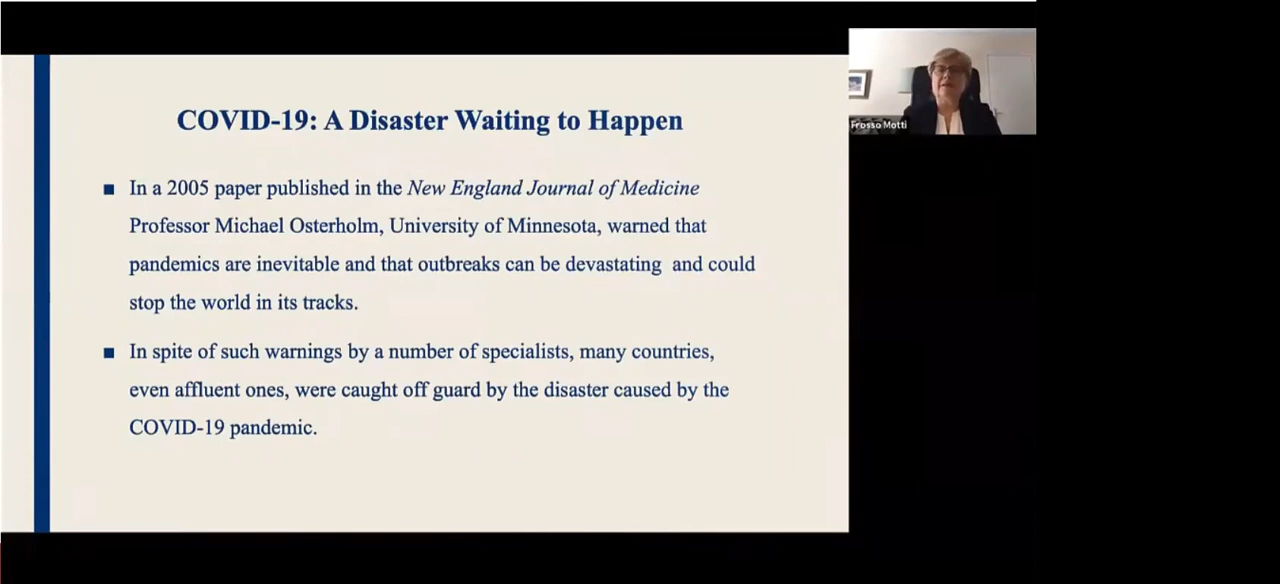 COVID-19: A Disaster Waiting to Happen
In a 2005 paper published in the New England Journal of Medicine
Professor Michael Osterholm, University of Minnesota, warned that
pandemics are inevitable and that outbreaks can be devastating and could
stop the world in its tracks.
In spite of such warnings by a number of specialists, many countries,
even affluent ones, were caught off guard by the disaster caused by the
COVID-19 pandemic.
Frosso Motti